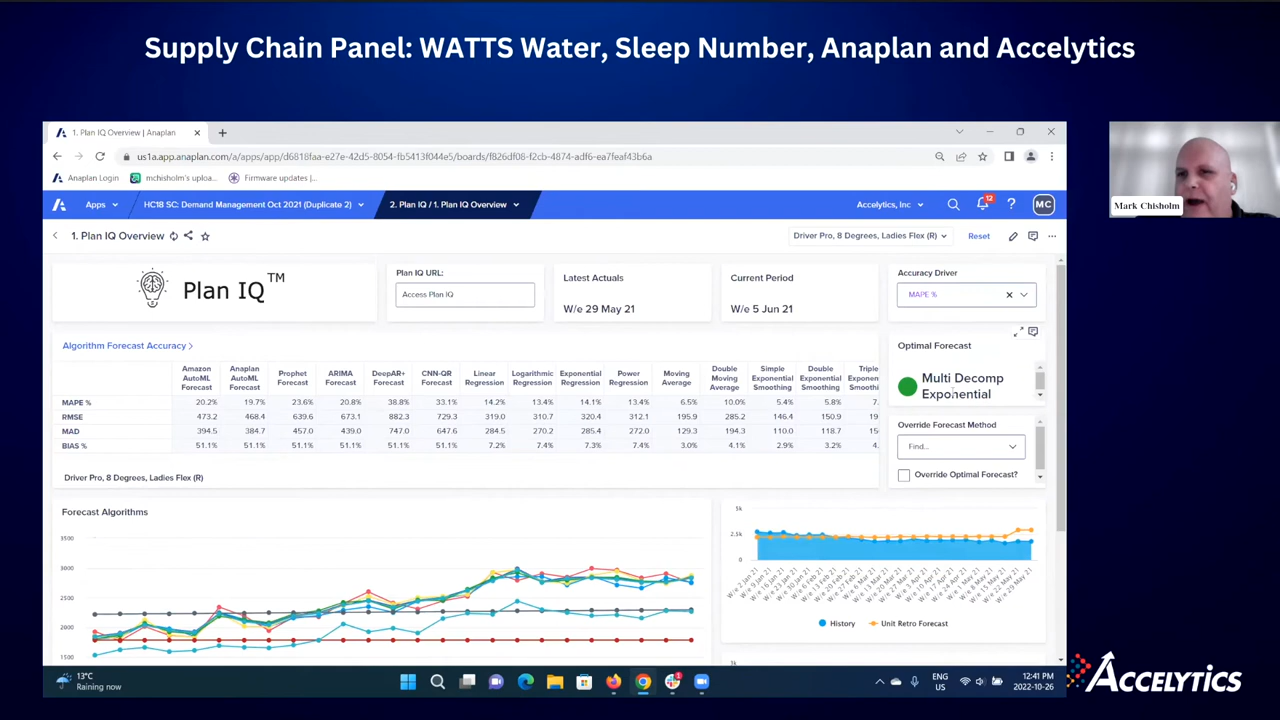 Supply Chain Panel: WATTS Water, Sleep Number, Anaplan and Accelytics
1. Plan IQ Overview | Anaplan
us1a.app.anaplan.com/a/apps/app/d6818faa-e27e-42d5-8054-fb5413f044e5/boards/f826df08-f2cb-4874-adf6-ea7feaf43b6a
Anaplan Login mchisholm's uploa... Firmware updates |...
Mark Chisholm
Apps HC18 SC: Demand Management Oct 2021 (Duplicate 2) 2. Plan IQ / 1. Plan IQ Overview Accelytics, Inc 12 ? MC
1. Plan IQ Overview Driver Pro, 8 Degrees, Ladies Flex (R) Reset
Plan IQ™
Plan IQ URL:
Access Plan IQ
Latest Actuals
W/e 29 May 21
Current Period
W/e 5 Jun 21
Accuracy Driver
MAPE %
Algorithm Forecast Accuracy
Amazon AutoML Forecast Anaplan AutoML Forecast Prophet Forecast ARIMA Forecast DeepAR+ Forecast CNN-QR Forecast Linear Regression Logarithmic Regression Exponential Regression Power Regression Moving Average Double Moving Average Simple Exponential Smoothing Double Exponential Smoothing Triple Exponen Smooth
MAPE % 20.2% 19.7% 23.6% 20.8% 38.8% 33.1% 14.2% 13.4% 14.1% 13.4% 6.5% 10.0% 5.4% 5.8% 7.
RMSE 473.2 468.4 639.6 673.1 882.3 729.3 319.0 310.7 320.4 312.1 195.9 285.2 146.4 150.9 19
MAD 394.5 384.7 457.0 439.0 747.0 647.6 284.5 270.2 285.4 272.0 129.3 194.3 110.0 118.7 15
BIAS % 51.1% 51.1% 51.1% 51.1% 51.1% 51.1% 7.2% 7.4% 7.3% 7.4% 3.0% 4.1% 2.9% 3.2% 4.
Driver Pro, 8 Degrees, Ladies Flex (R)
Optimal Forecast
Multi Decomp
Exponential
Override Forecast Method
Find...
Override Optimal Forecast?
Forecast Algorithms
3500
3000
2500
2000
1500
5k
2.5k
0
W/e 2 Jan 21
W/e 29 May 21
History Unit Retro Forecast
1k
13°C
Raining now
ENG
US
12:41 PM
2022-10-26
ACCELYTICS